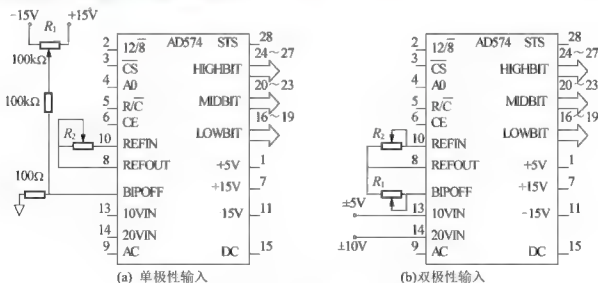 -15V +15V
R1
100kΩ
100kΩ
R2
100Ω
AD574 STS 28
2 12/8
24~27
3 CS HIGHBIT
4 A0 20~23
5 R/C MIDBIT
6 CE 16~19
LOWBIT
10 REFIN
8 REFOUT +5V 1
BIPOFF +15V 7
13 10VIN 15V 11
14 20VIN
9 AC DC 15
(a) 单极性输入
AD574 STS 28
2 12/8
24~27
3 CS HIGHBIT
4 A0 20~23
5 R/C MIDBIT
6 CE 16~19
LOWBIT
R2
10 REFIN
8 REFOUT +5V 1
R1
BIPOFF +15V 7
±5V
13 10VIN -15V 11
14 20VIN
±10V
9 AC DC 15
(b)双极性输入